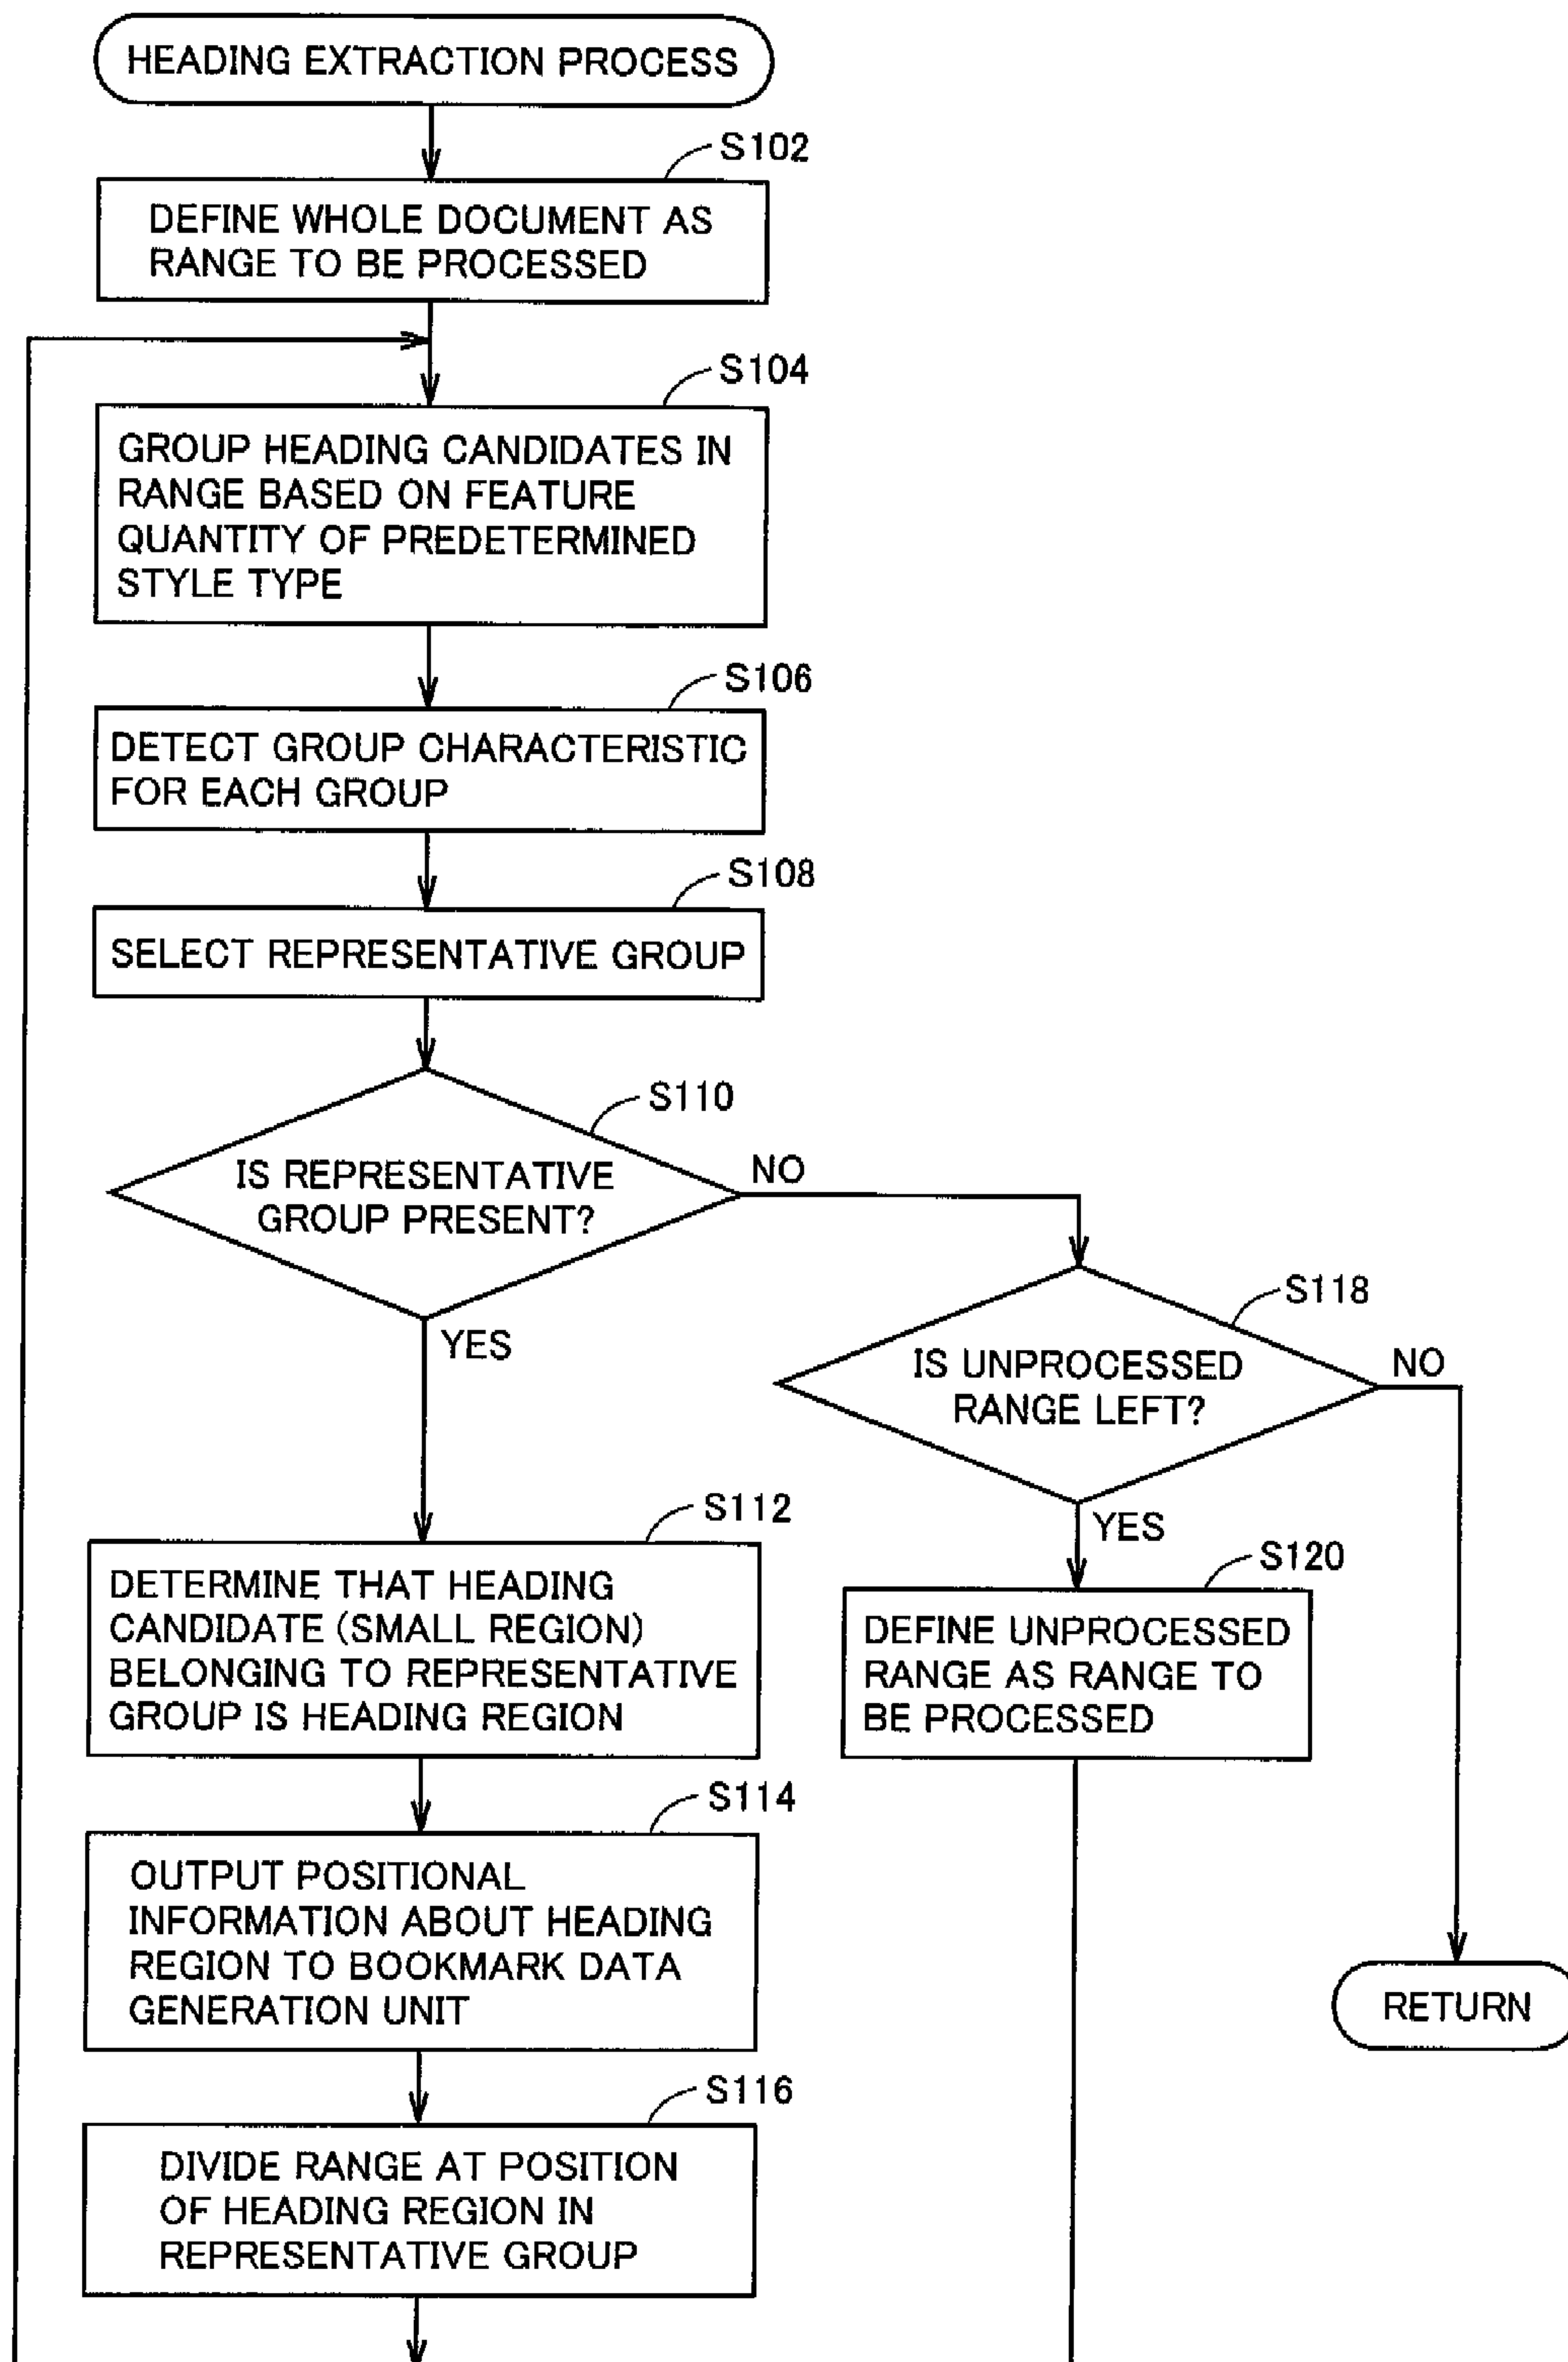 HEADING EXTRACTION PROCESS
S102
DEFINE WHOLE DOCUMENT AS
RANGE TO BE PROCESSED
S104
GROUP HEADING CANDIDATES IN
RANGE BASED ON FEATURE
QUANTITY OF PREDETERMINED
STYLE TYPE
S106
DETECT GROUP CHARACTERISTIC
FOR EACH GROUP
S108
SELECT REPRESENTATIVE GROUP
S110
IS REPRESENTATIVE
GROUP PRESENT?
NO
YES
S118
IS UNPROCESSED
RANGE LEFT?
NO
YES
S112
DETERMINE THAT HEADING
CANDIDATE (SMALL REGION)
BELONGING TO REPRESENTATIVE
GROUP IS HEADING REGION
S120
DEFINE UNPROCESSED
RANGE AS RANGE TO
BE PROCESSED
S114
OUTPUT POSITIONAL
INFORMATION ABOUT HEADING
REGION TO BOOKMARK DATA
GENERATION UNIT
RETURN
S116
DIVIDE RANGE AT POSITION
OF HEADING REGION IN
REPRESENTATIVE GROUP